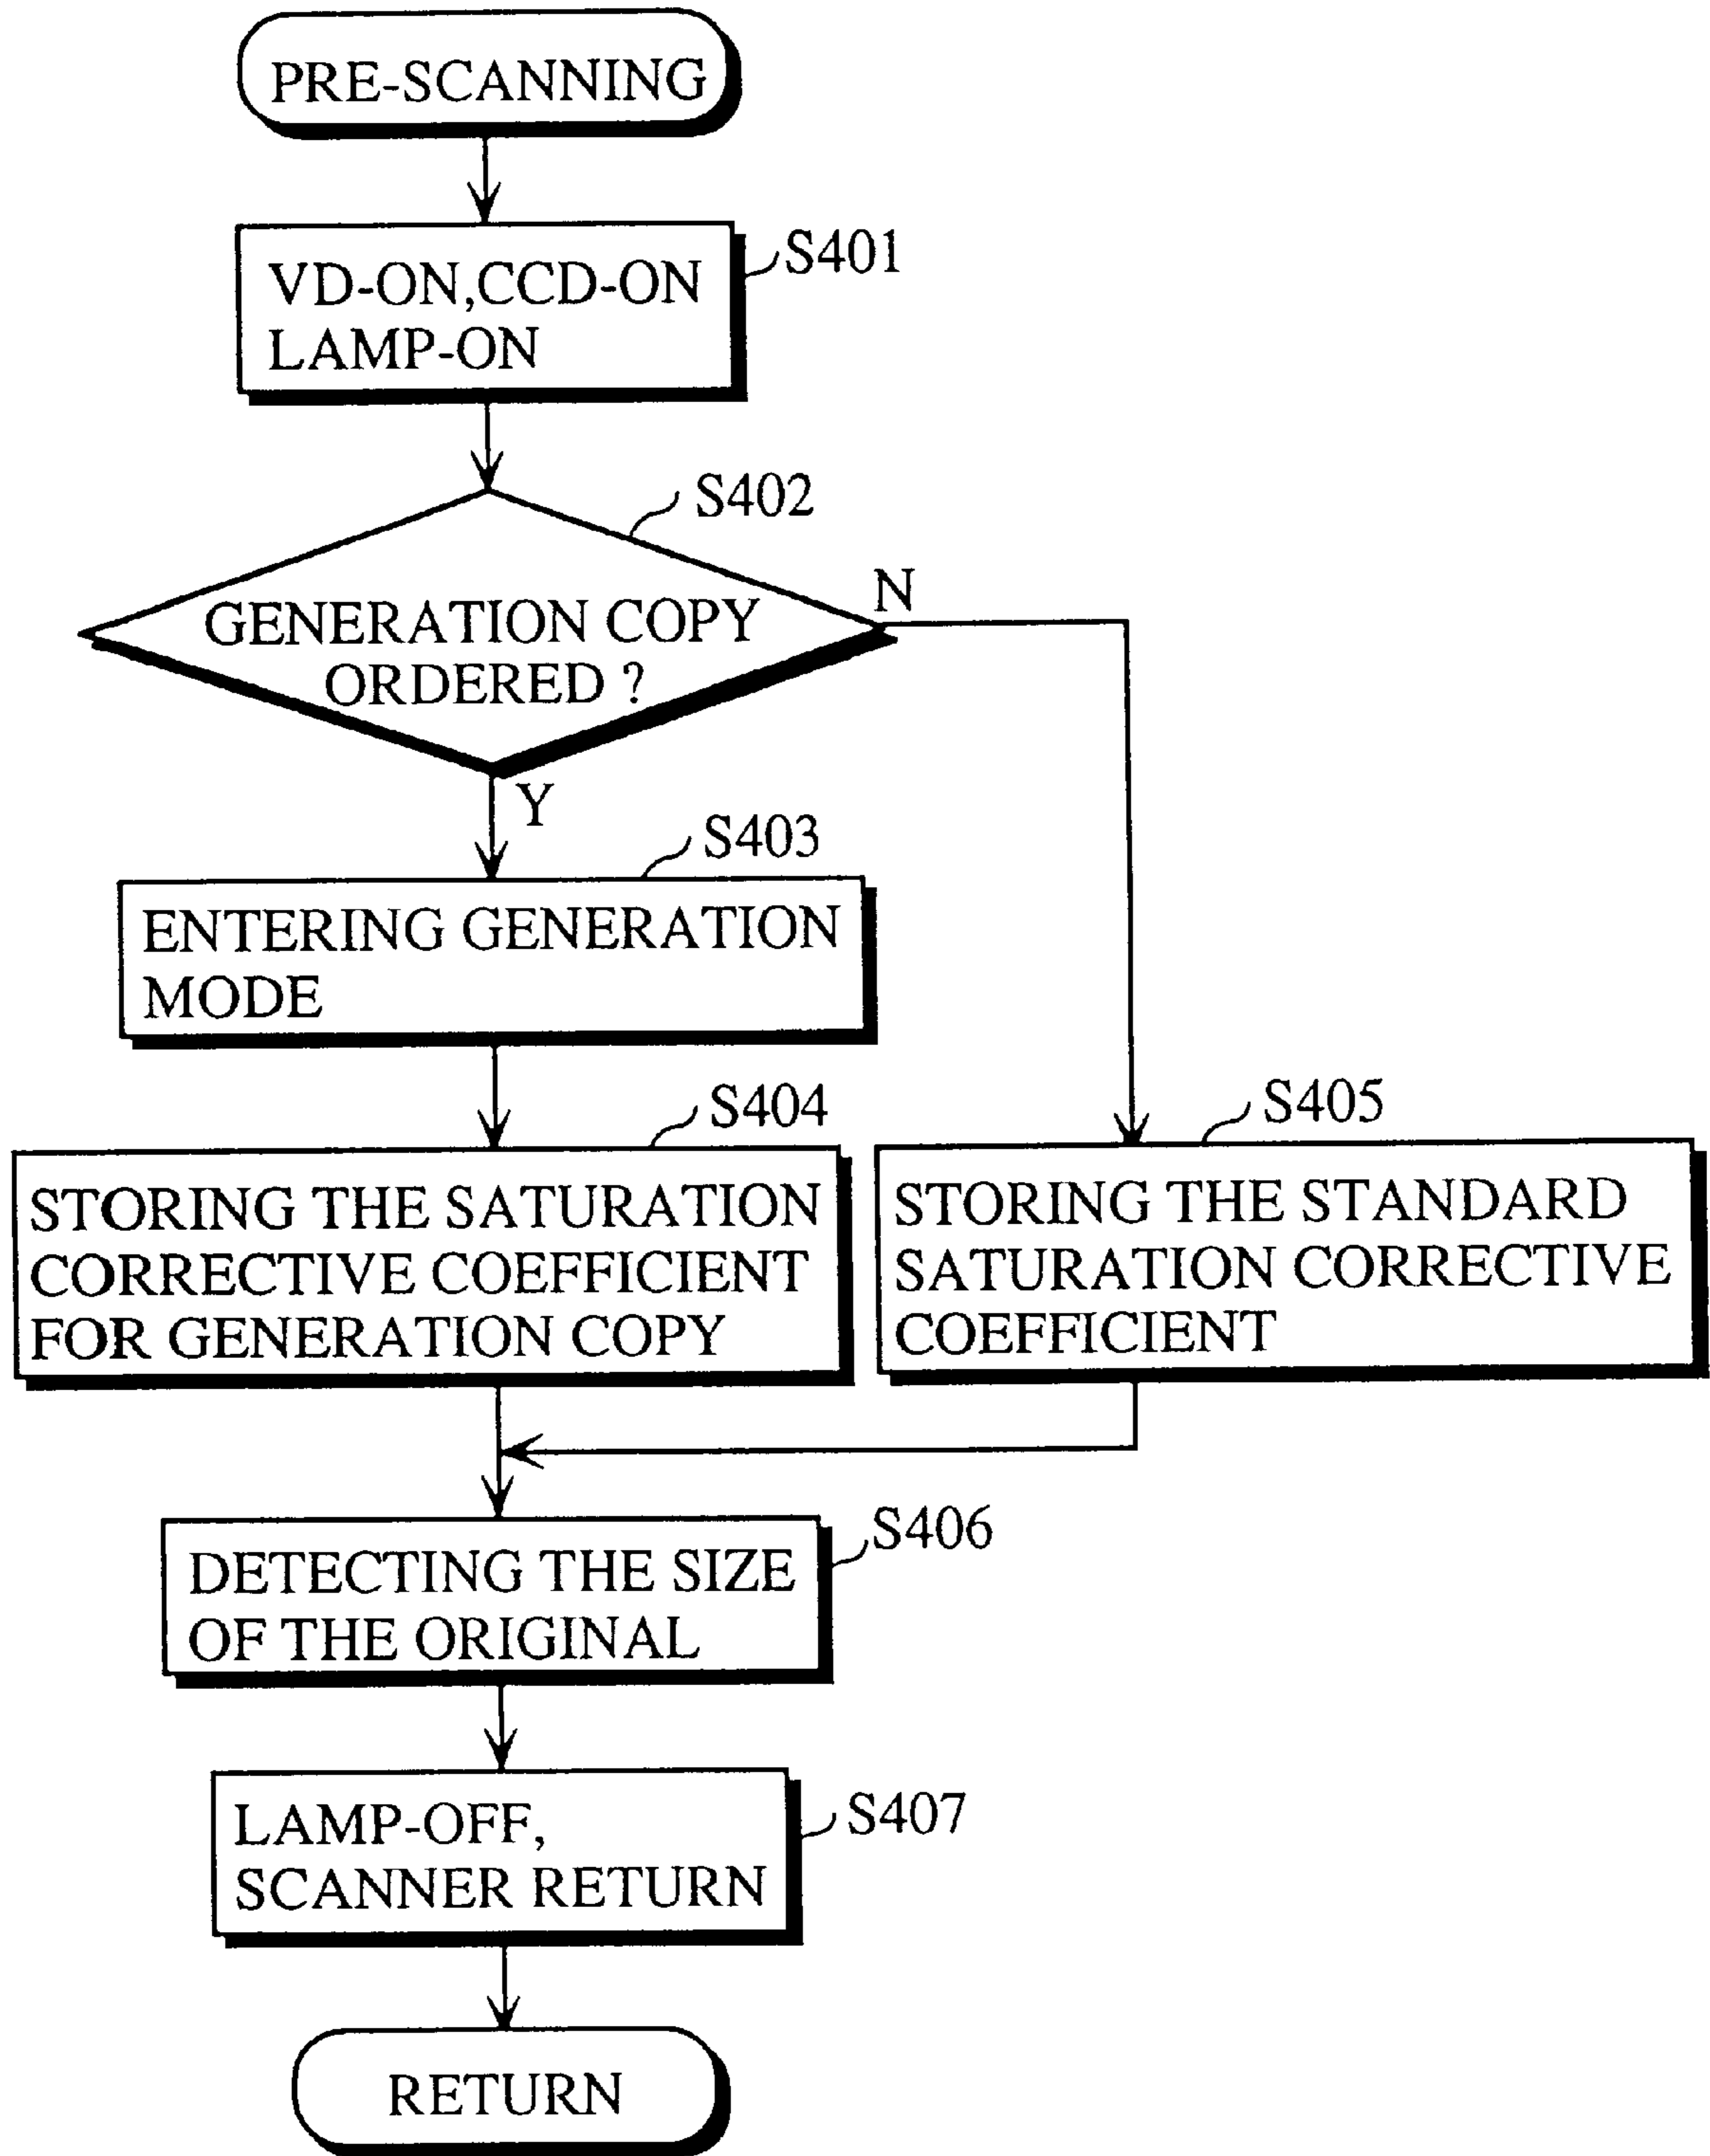 PRE-SCANNING
S401
VD-ON,CCD-ON
LAMP-ON
S402
N
GENERATION COPY
ORDERED ?
Y
S403
ENTERING GENERATION
MODE
S404
STORING THE SATURATION
CORRECTIVE COEFFICIENT
FOR GENERATION COPY
S405
STORING THE STANDARD
SATURATION CORRECTIVE
COEFFICIENT
S406
DETECTING THE SIZE
OF THE ORIGINAL
S407
LAMP-OFF,
SCANNER RETURN
RETURN